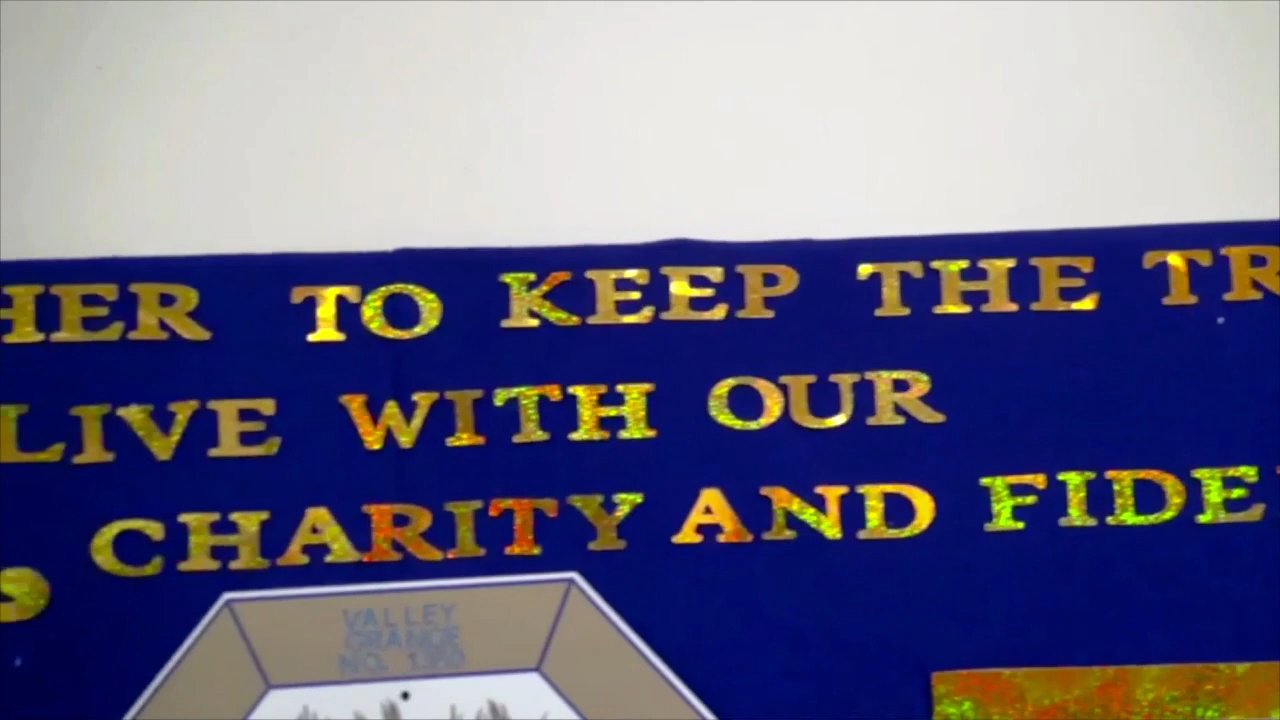 HER TO KEEP THE TR
LIVE WITH OUR
CHARITY AND FIDE
VALLEY
GRANGE
NO.